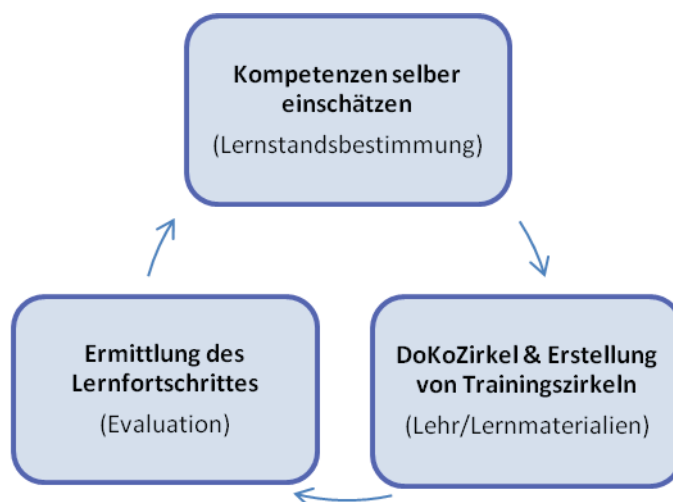 Kompetenzen selber
einschätzen
(Lernstandsbestimmung)
DoKoZirkel & Erstellung
von Trainingszirkeln
(Lehr/Lernmaterialien)
Ermittlung des
Lernfortschrittes
(Evaluation)